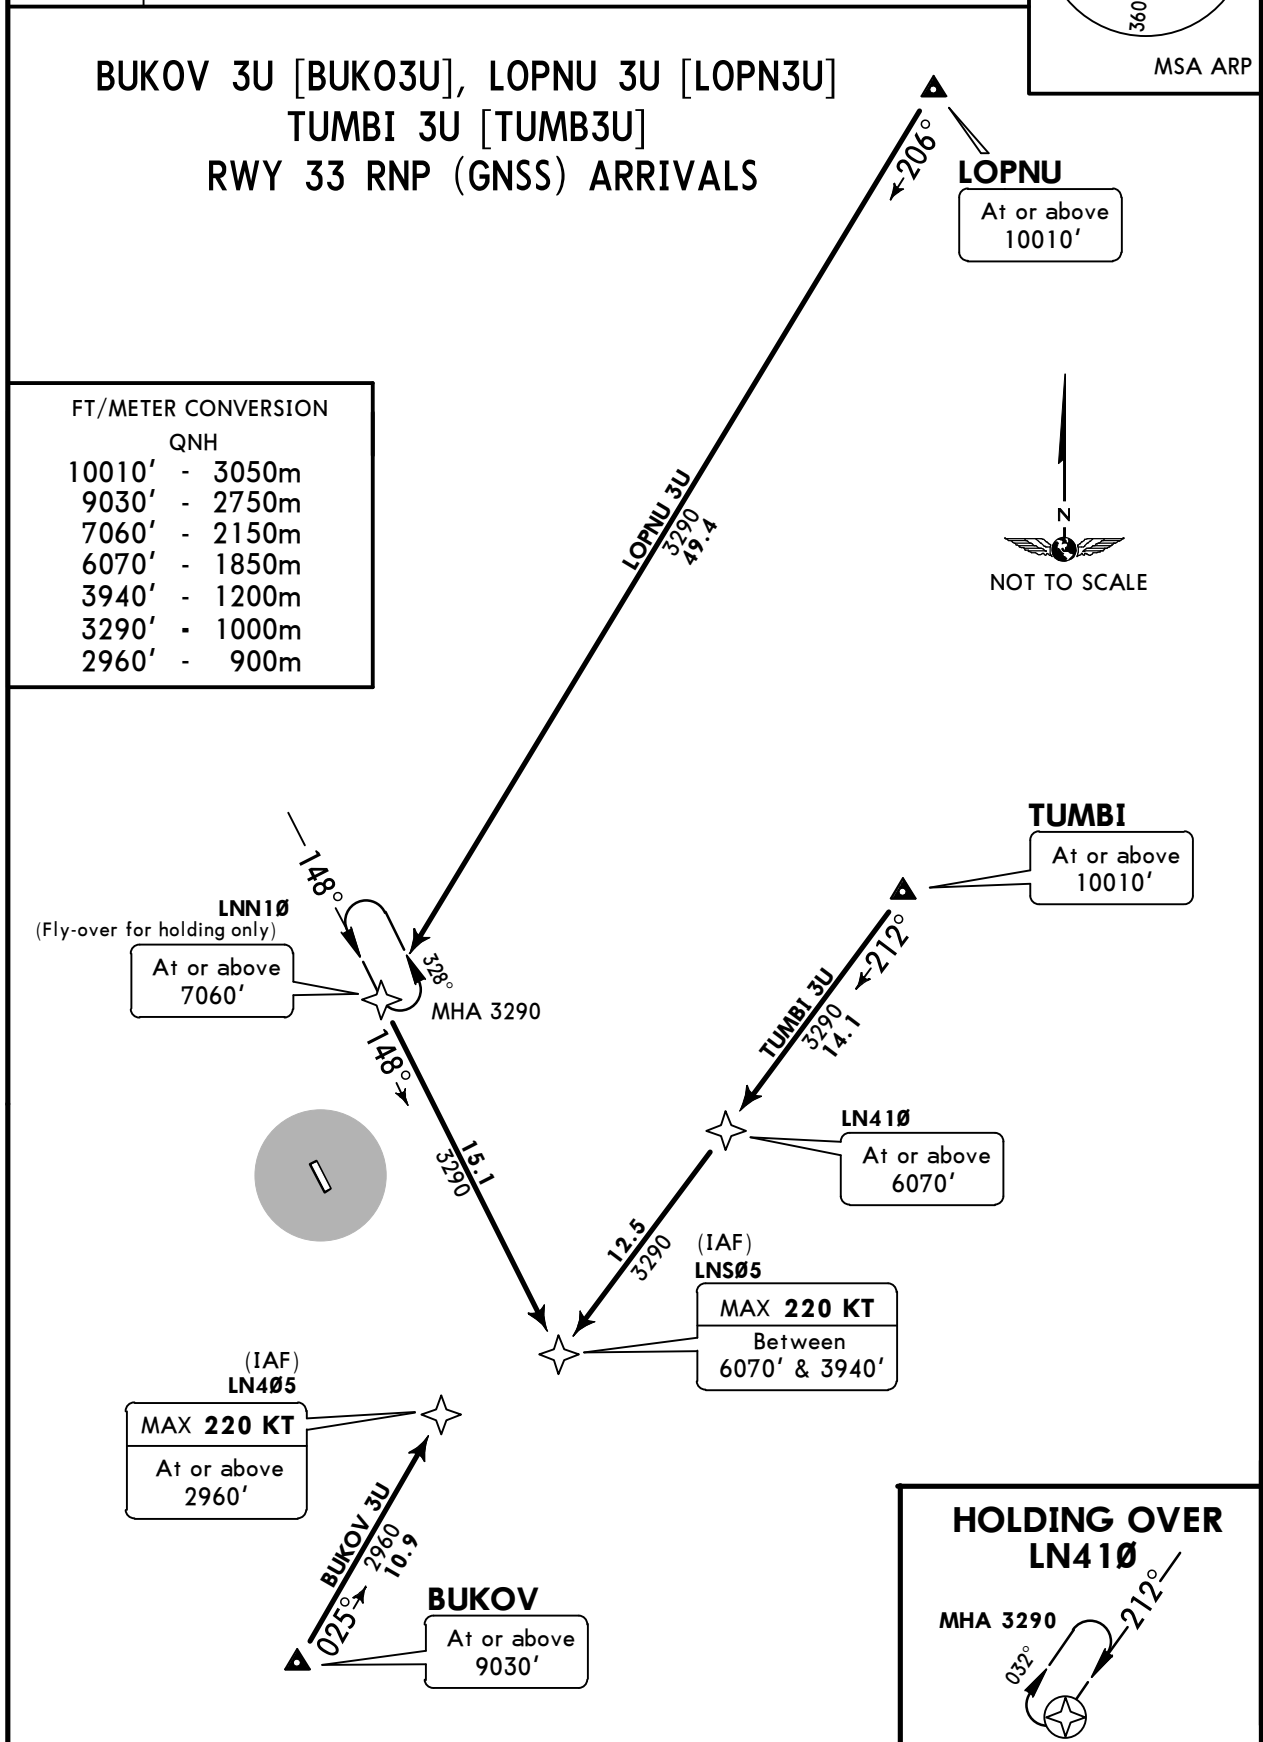 360
MSA ARP
BUKOV 3U [BUKO3U], LOPNU 3U [LOPN3U]
TUMBI 3U [TUMB3U]
RWY 33 RNP (GNSS) ARRIVALS
206°
LOPNU
At or above
10010'
FT/METER CONVERSION
QNH
10010' - 3050m
9030' - 2750m
7060' - 2150m
6070' - 1850m
3940' - 1200m
3290' - 1000m
2960' - 900m
LOPNU 3U
3290
49.4
N
NOT TO SCALE
TUMBI
At or above
10010'
148°
LNN1Ø
(Fly-over for holding only)
At or above
7060'
328°
MHA 3290
212°
TUMBI 3U
3290
14.1
148°
15.1
3290
LN41Ø
At or above
6070'
12.5
3290
(IAF)
LNSØ5
MAX 220 KT
Between
6070' & 3940'
(IAF)
LN4Ø5
MAX 220 KT
At or above
2960'
BUKOV 3U
2960
10.9
025°
BUKOV
At or above
9030'
HOLDING OVER
LN41Ø
MHA 3290
212°
032°